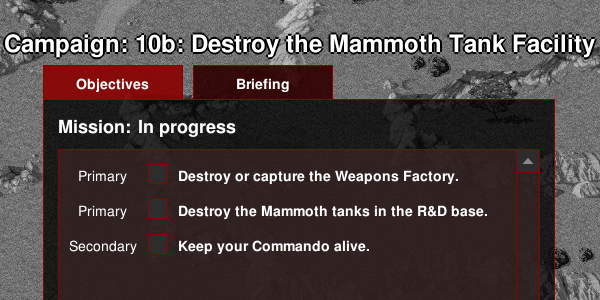 Campaign: 10b: Destroy the Mammoth Tank Facility
Objectives Briefing
Mission: In progress
Primary Destroy or capture the Weapons Factory.
Primary Destroy the Mammoth tanks in the R&D base.
Secondary Keep your Commando alive.